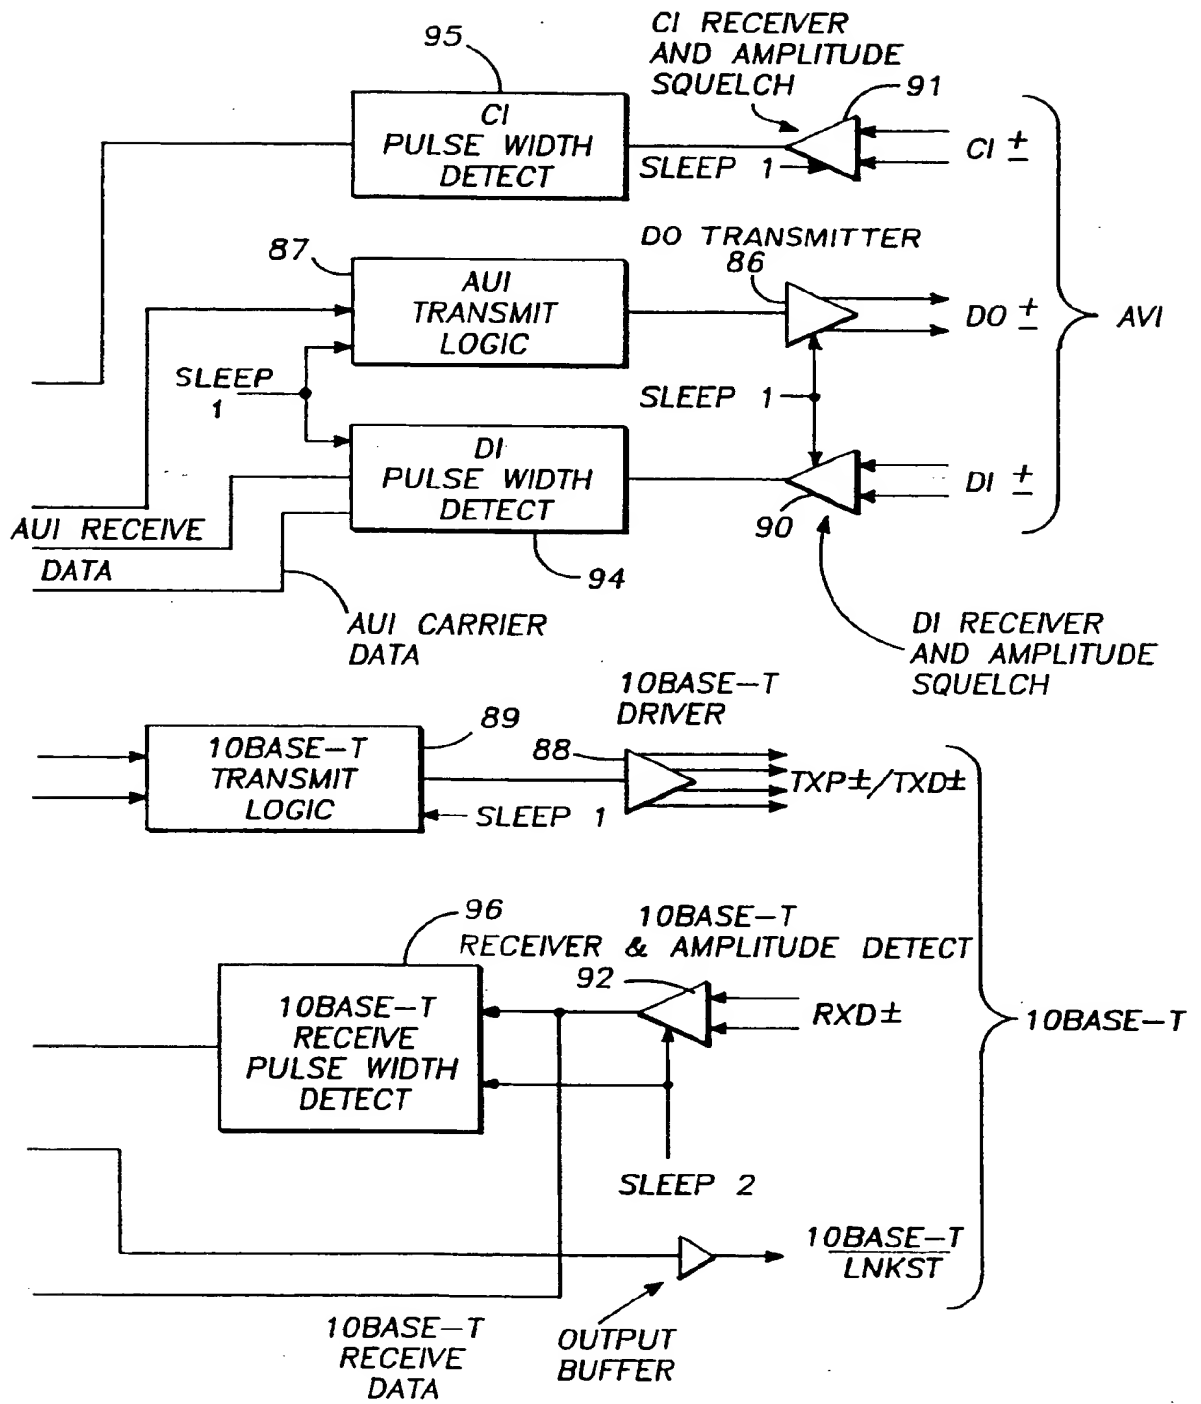 95
CI RECEIVER
AND AMPLITUDE
SQUELCH
91
CI
PULSE WIDTH
DETECT
SLEEP 1
CI ±
87
DO TRANSMITTER
86
AUI
TRANSMIT
LOGIC
DO ±
AVI
SLEEP
1
SLEEP 1
DI
PULSE WIDTH
DETECT
DI ±
90
AUI RECEIVE
DATA
94
AUI CARRIER
DATA
DI RECEIVER
AND AMPLITUDE
SQUELCH
10BASE-T
DRIVER
89
88
10BASE-T
TRANSMIT
LOGIC
SLEEP 1
TXP±/TXD±
96
10BASE-T
RECEIVER & AMPLITUDE DETECT
92
10BASE-T
RECEIVE
PULSE WIDTH
DETECT
RXD±
10BASE-T
SLEEP 2
10BASE-T
LNKST
10BASE-T
RECEIVE
DATA
OUTPUT
BUFFER